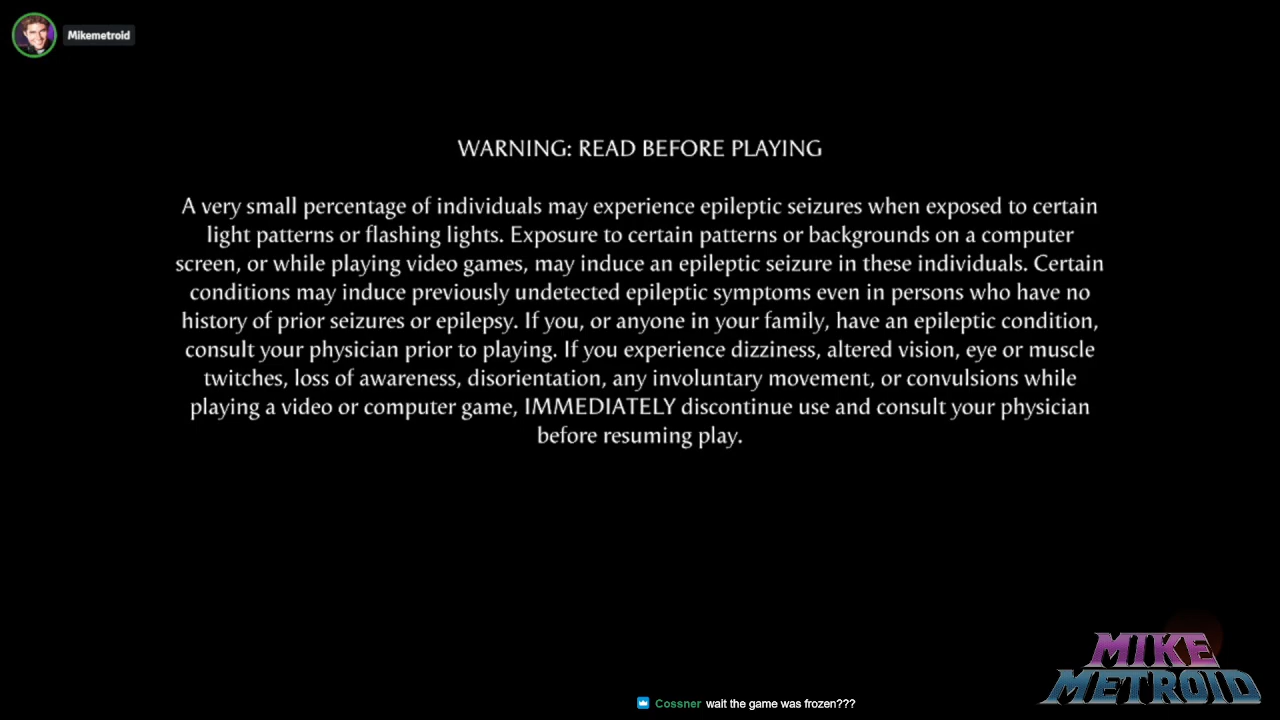 Mikemetroid
WARNING: READ BEFORE PLAYING
A very small percentage of individuals may experience epileptic seizures when exposed to certain
light patterns or flashing lights. Exposure to certain patterns or backgrounds on a computer
screen, or while playing video games, may induce an epileptic seizure in these individuals. Certain
conditions may induce previously undetected epileptic symptoms even in persons who have no
history of prior seizures or epilepsy. If you, or anyone in your family, have an epileptic condition,
consult your physician prior to playing. If you experience dizziness, altered vision, eye or muscle
twitches, loss of awareness, disorientation, any involuntary movement, or convulsions while
playing a video or computer game, IMMEDIATELY discontinue use and consult your physician
before resuming play.
MIKE
METROID
Cossner wait the game was frozen???